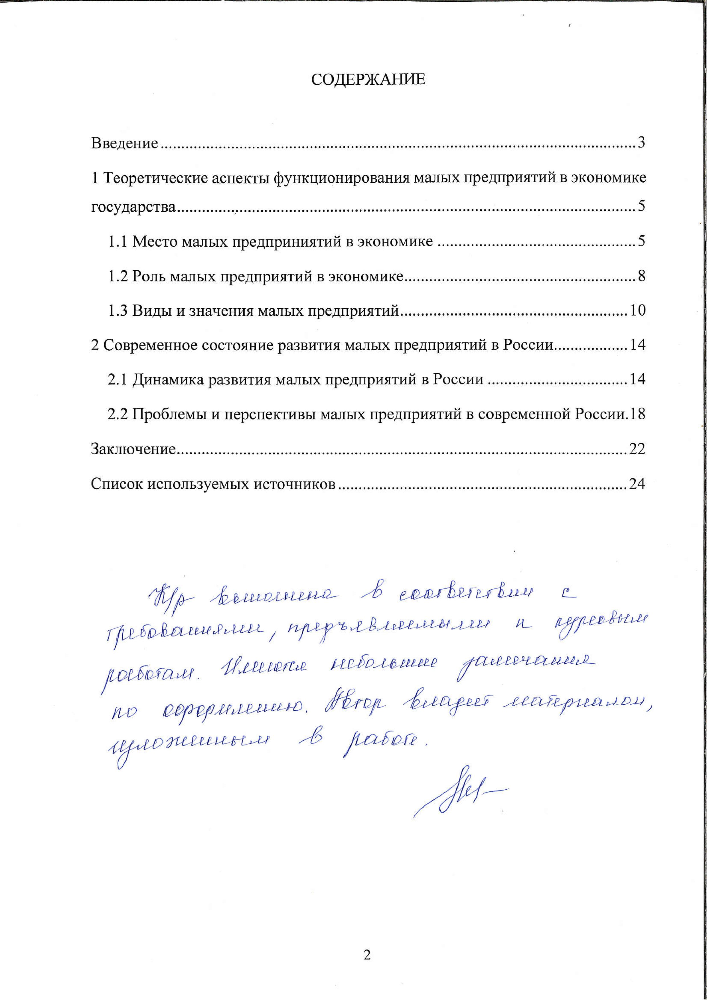 СОДЕРЖАНИЕ
Введение....................................................................................................................3
1 Теоретические аспекты функционирования малых предприятий в экономике
государства................................................................................................................5
1.1 Место малых предприниятий в экономике ................................................5
1.2 Роль малых предприятий в экономике........................................................8
1.3 Виды и значения малых предприятий.......................................................10
2 Современное состояние развития малых предприятий в России..................14
2.1 Динамика развития малых предприятий в России ..................................14
2.2 Проблемы и перспективы малых предприятий в современной России.18
Заключение..............................................................................................................22
Список используемых источников.......................................................................24
К/р выполнена в соответствии с
требованиями, предъявляемыми к курсовым
работам. Имеются небольшие замечания
по оформлению. Автор владеет материалом,
изложенным в работе.
2